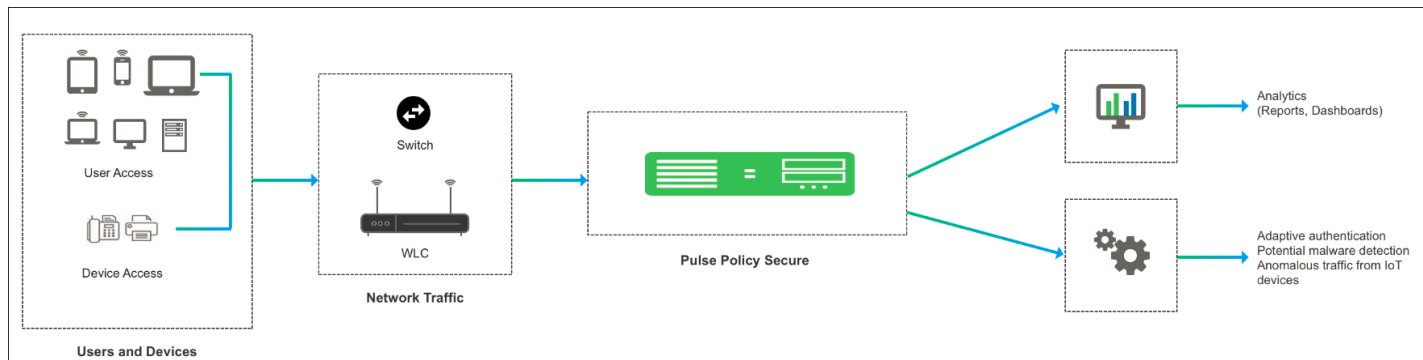 User Access
Device Access
Users and Devices
Switch
WLC
Network Traffic
Pulse Policy Secure
Analytics
(Reports, Dashboards)
Adaptive authentication
Potential malware detection
Anomalous traffic from IoT
devices